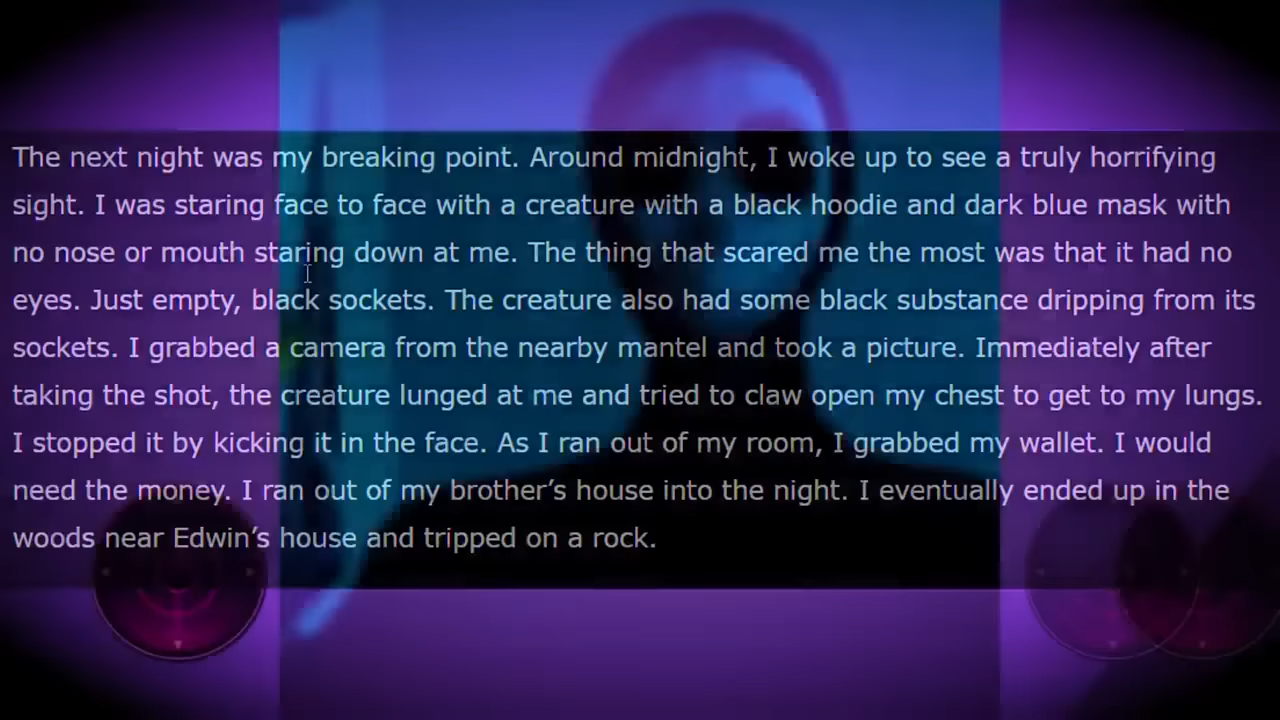 The next night was my breaking point. Around midnight, I woke up to see a truly horrifying
sight. I was staring face to face with a creature with a black hoodie and dark blue mask with
no nose or mouth staring down at me. The thing that scared me the most was that it had no
eyes. Just empty, black sockets. The creature also had some black substance dripping from its
sockets. I grabbed a camera from the nearby mantel and took a picture. Immediately after
taking the shot, the creature lunged at me and tried to claw open my chest to get to my lungs.
I stopped it by kicking it in the face. As I ran out of my room, I grabbed my wallet. I would
need the money. I ran out of my brother’s house into the night. I eventually ended up in the
woods near Edwin’s house and tripped on a rock.